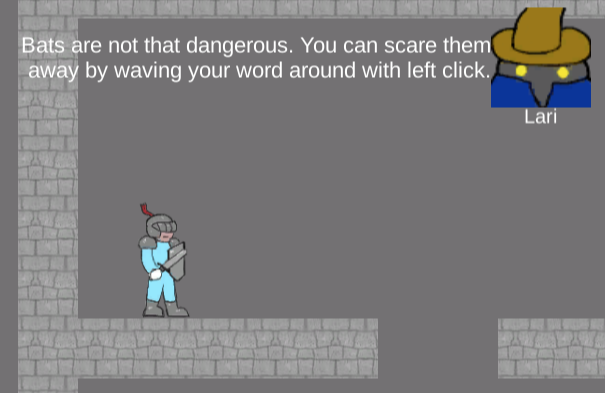 Bats are not that dangerous. You can scare them
away by waving your word around with left click.
Lari